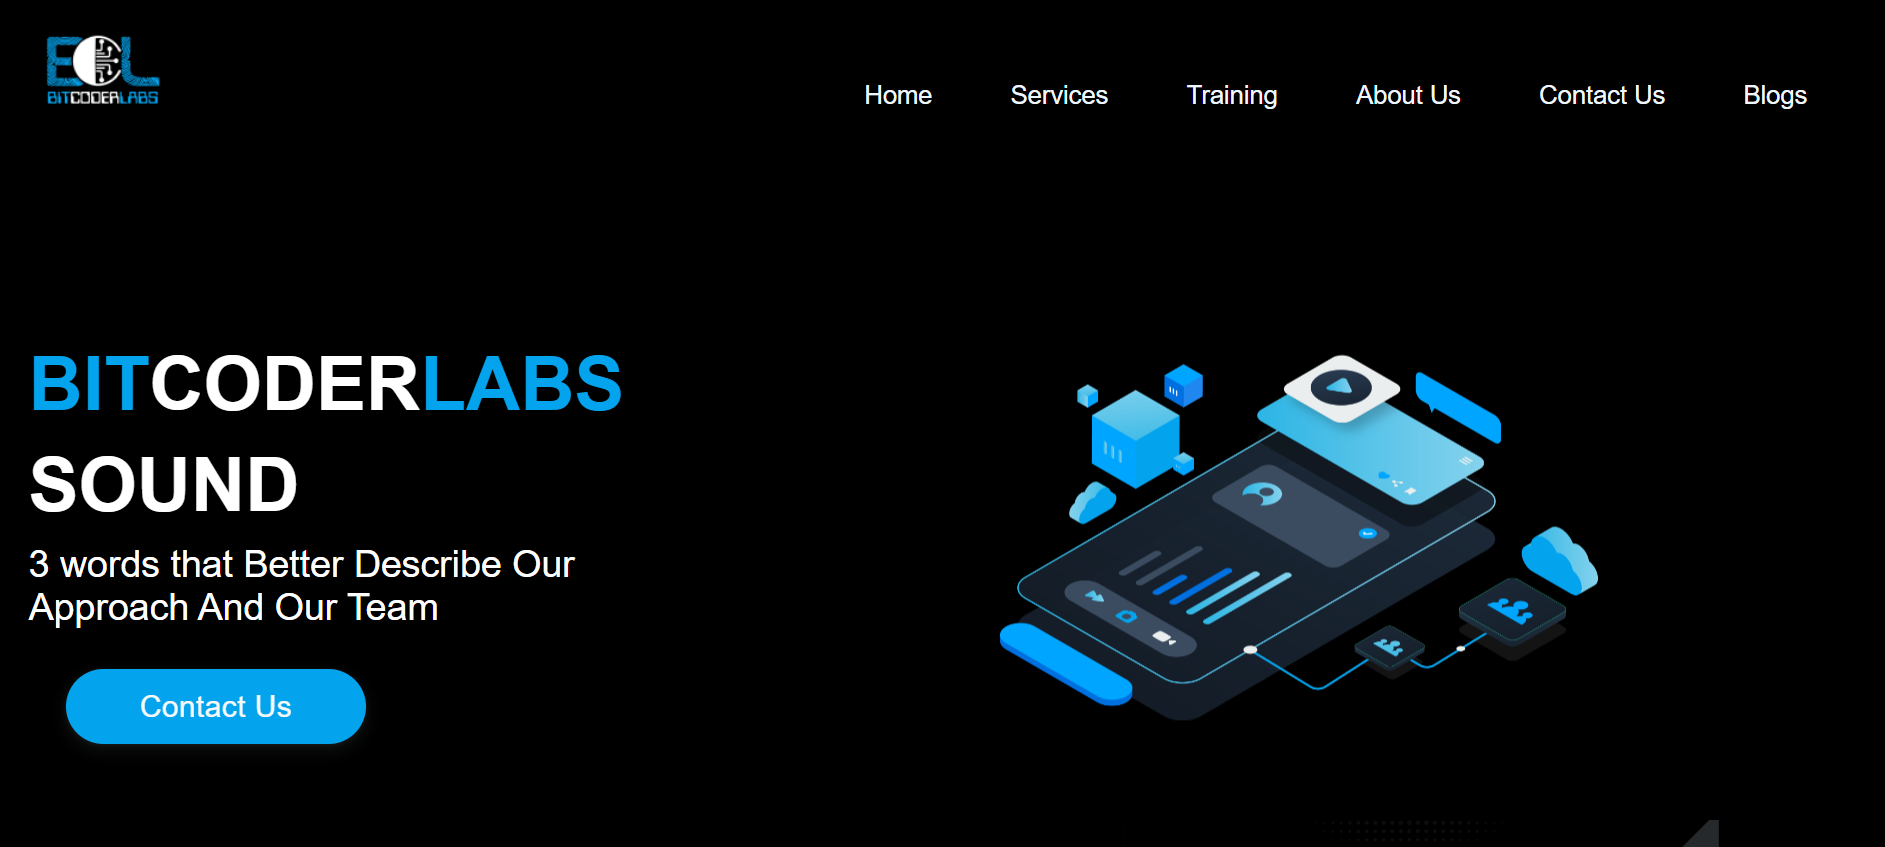 BITCODERLABS
Home Services Training About Us Contact Us Blogs
BITCODERLABS
SOUND
3 words that Better Describe Our
Approach And Our Team
Contact Us